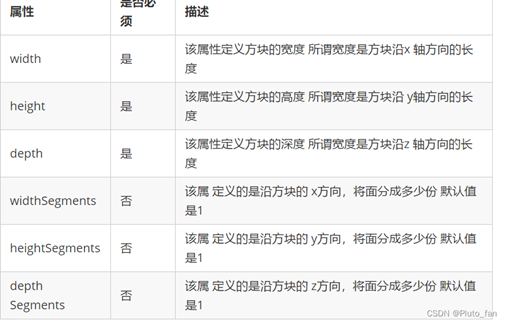 属性
是否必
须
描述
width
是
该属性定义方块的宽度 所谓宽度是方块沿x 轴方向的长
度
height
是
该属性定义方块的高度 所谓宽度是方块沿 y轴方向的长
度
depth
是
该属性定义方块的深度 所谓宽度是方块沿z 轴方向的长
度
widthSegments
否
该属 定义的是沿方块的 x方向，将面分成多少份 默认值
是1
heightSegments
否
该属 定义的是沿方块的 y方向，将面分成多少份 默认值
是1
depth
Segments
否
该属 定义的是沿方块的 z方向，将面分成多少份 默认值
是1
CSDN @Pluto_fan